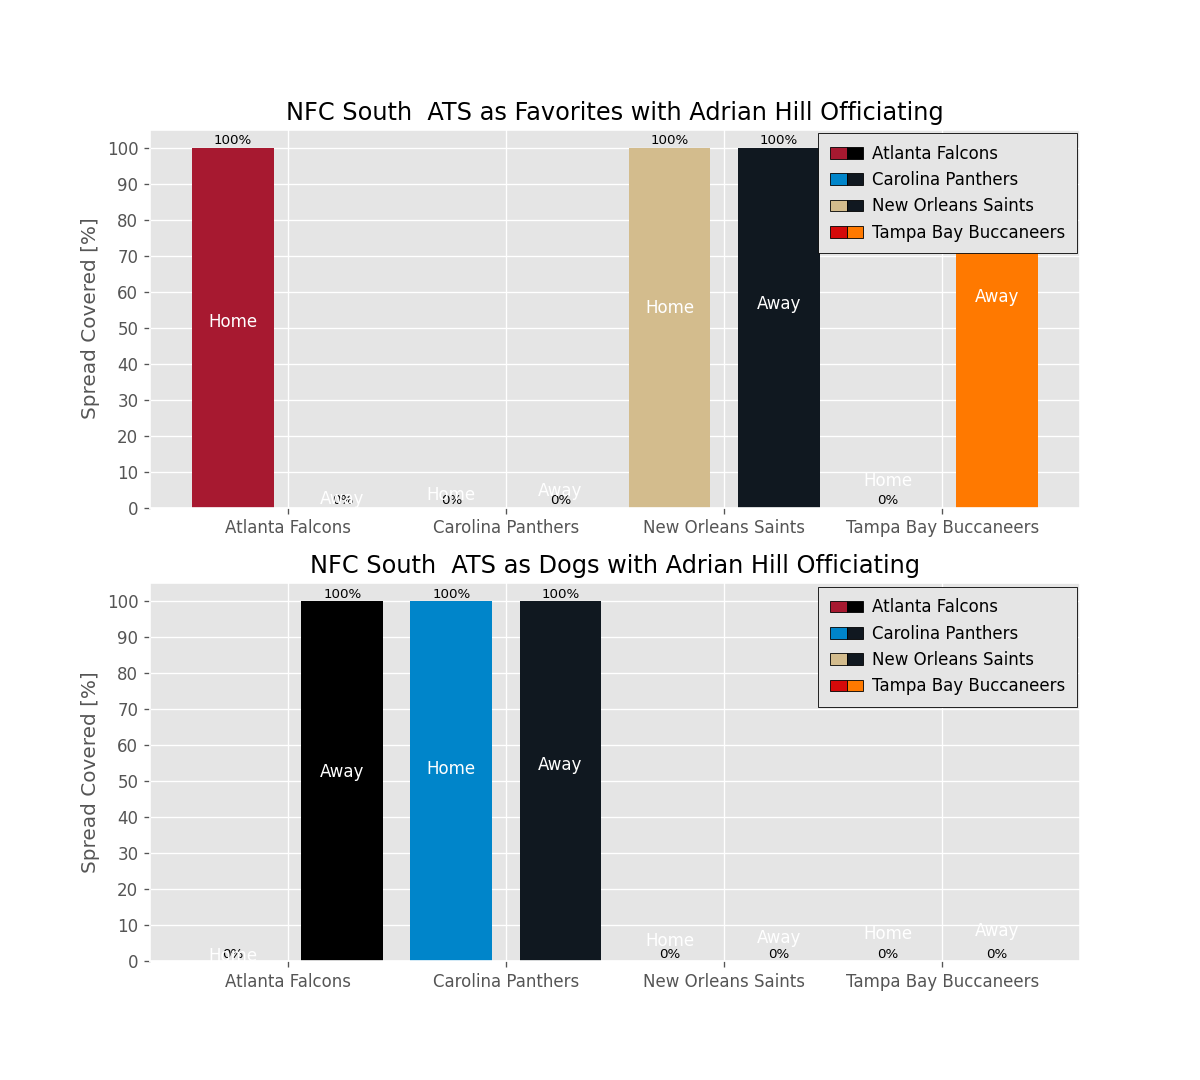 NFC South  ATS as Favorites with Adrian Hill Officiating
Spread Covered [%]
100
90
80
70
60
50
40
30
20
10
0
100%
Home
Away
0%
Home
0%
Away
0%
100%
Home
100%
Away
Home
0%
Away
Atlanta Falcons
Carolina Panthers
New Orleans Saints
Tampa Bay Buccaneers
Atlanta Falcons
Carolina Panthers
New Orleans Saints
Tampa Bay Buccaneers
NFC South  ATS as Dogs with Adrian Hill Officiating
Spread Covered [%]
100
90
80
70
60
50
40
30
20
10
0
Home
0%
100%
Away
100%
Home
100%
Away
Home
0%
Away
0%
Home
0%
Away
0%
Atlanta Falcons
Carolina Panthers
New Orleans Saints
Tampa Bay Buccaneers
Atlanta Falcons
Carolina Panthers
New Orleans Saints
Tampa Bay Buccaneers